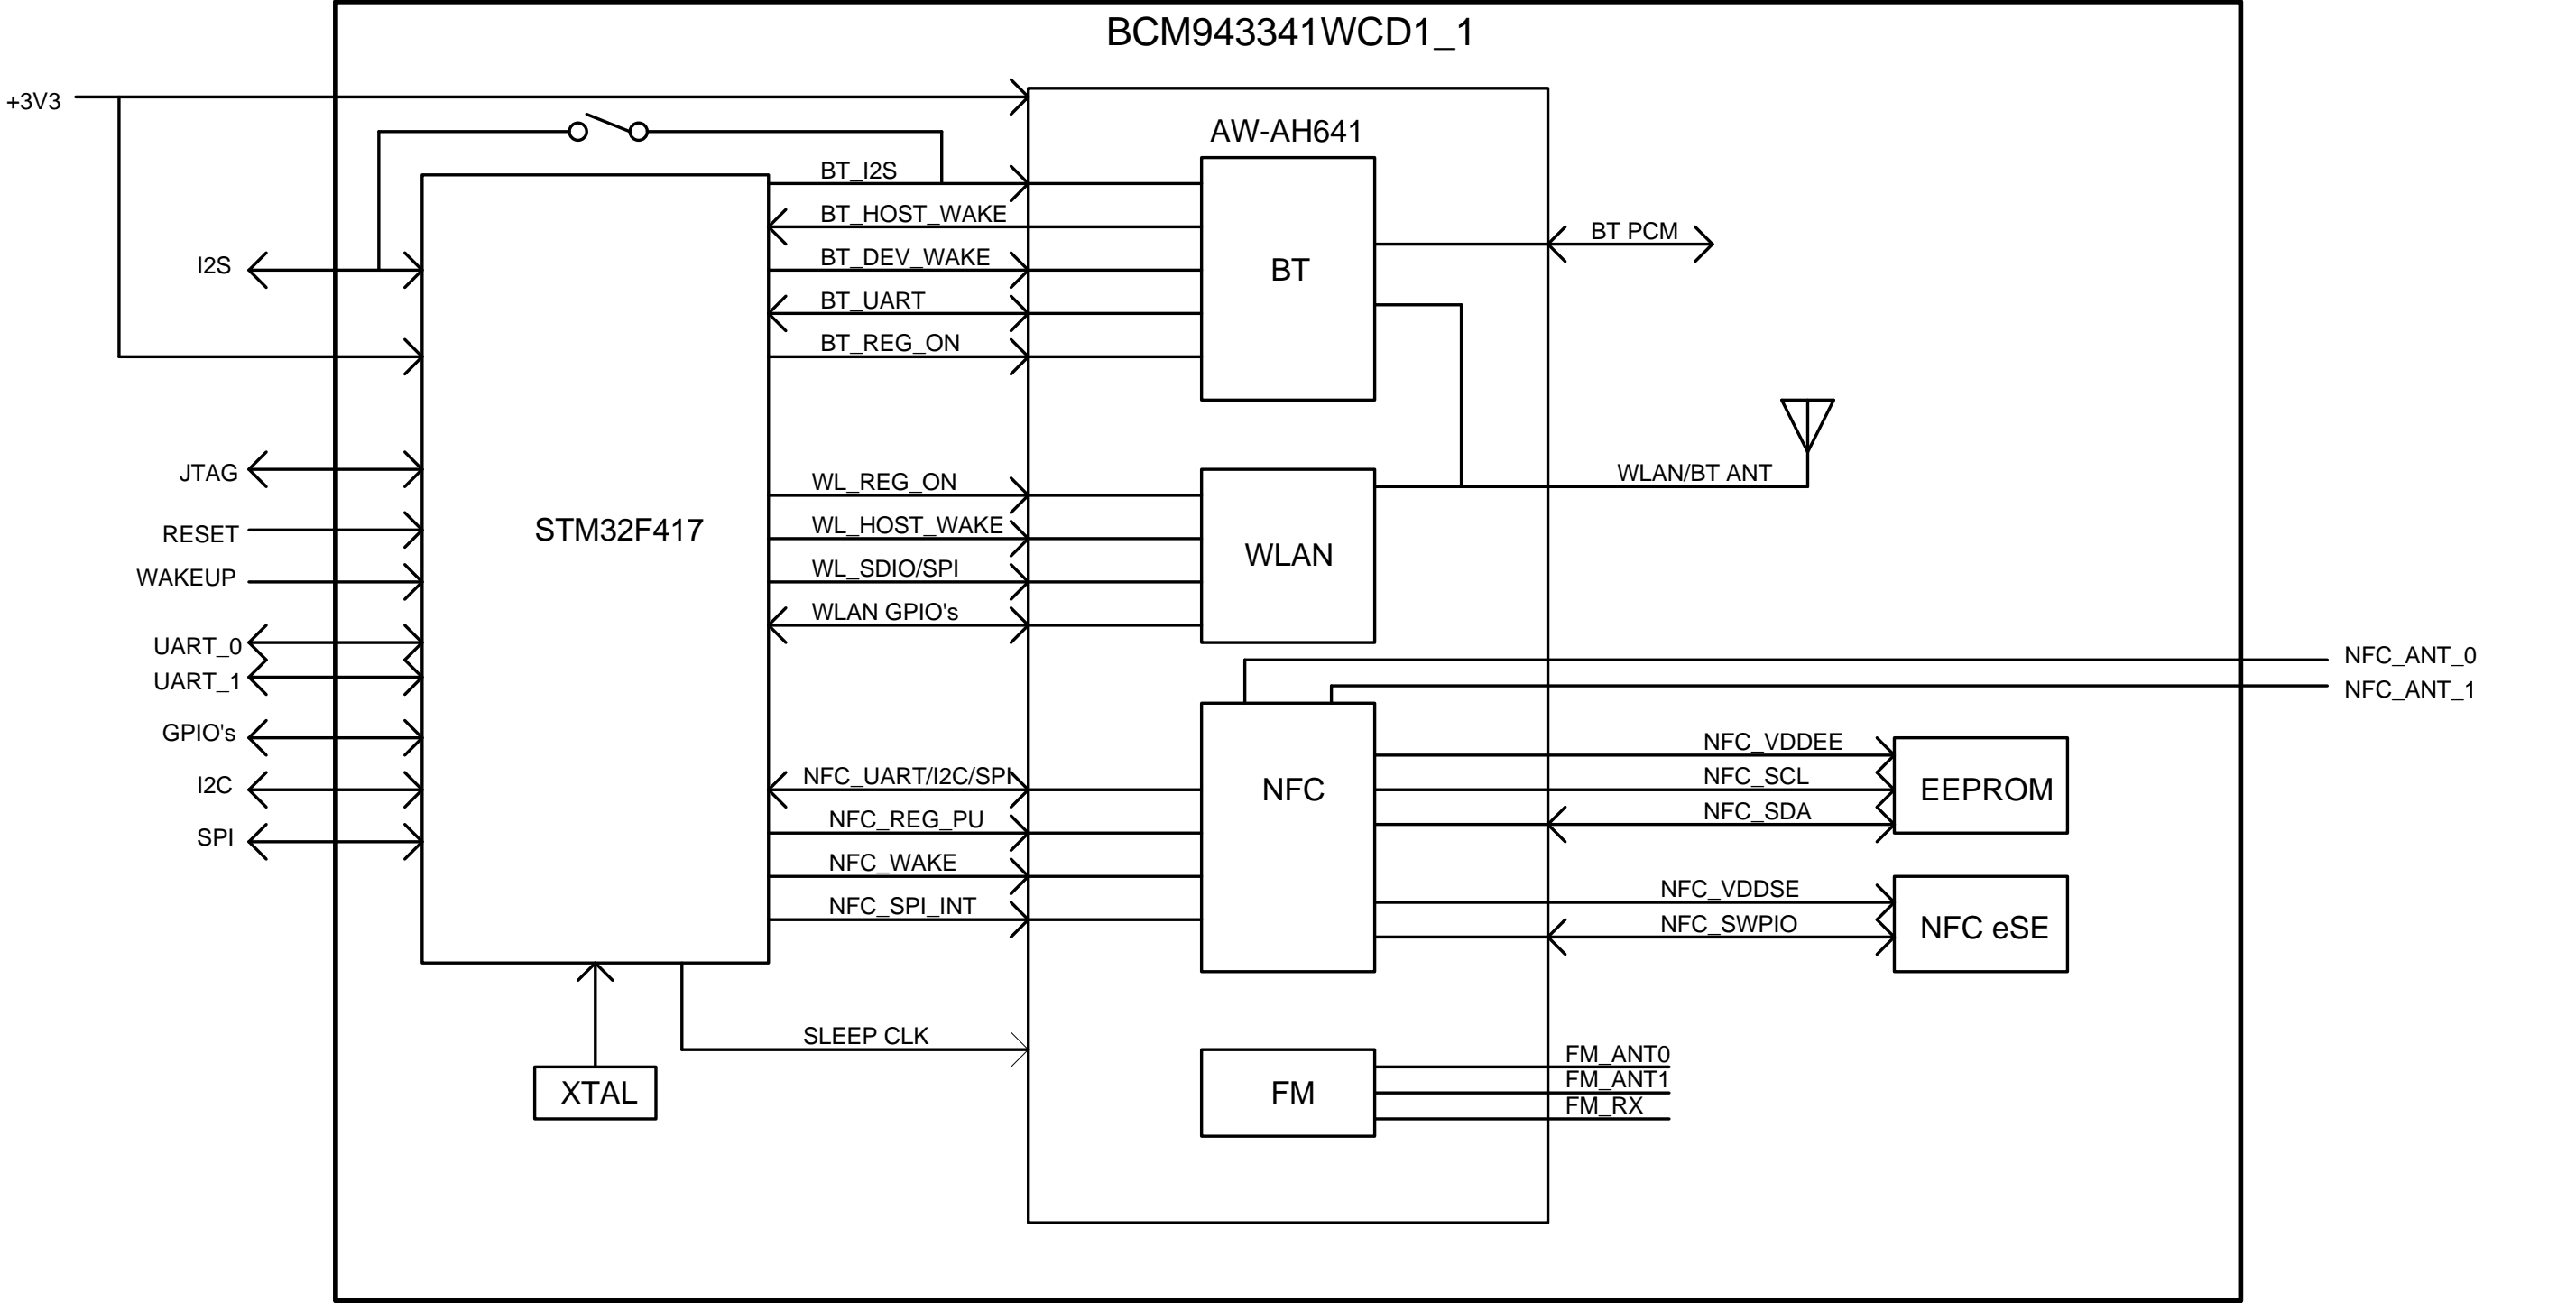 BCM943341WCD1_1
+3V3
AW-AH641
BT_I2S
BT_HOST_WAKE
BT_DEV_WAKE
BT_UART
BT_REG_ON
BT
BT PCM
I2S
JTAG
RESET
WAKEUP
UART_0
UART_1
GPIO's
I2C
SPI
STM32F417
WL_REG_ON
WL_HOST_WAKE
WL_SDIO/SPI
WLAN GPIO's
WLAN
WLAN/BT ANT
NFC_ANT_0
NFC_ANT_1
NFC_UART/I2C/SPI
NFC_REG_PU
NFC_WAKE
NFC_SPI_INT
NFC
NFC_VDDEE
NFC_SCL
NFC_SDA
EEPROM
NFC_VDDSE
NFC_SWPIO
NFC eSE
SLEEP CLK
XTAL
FM
FM_ANT0
FM_ANT1
FM_RX